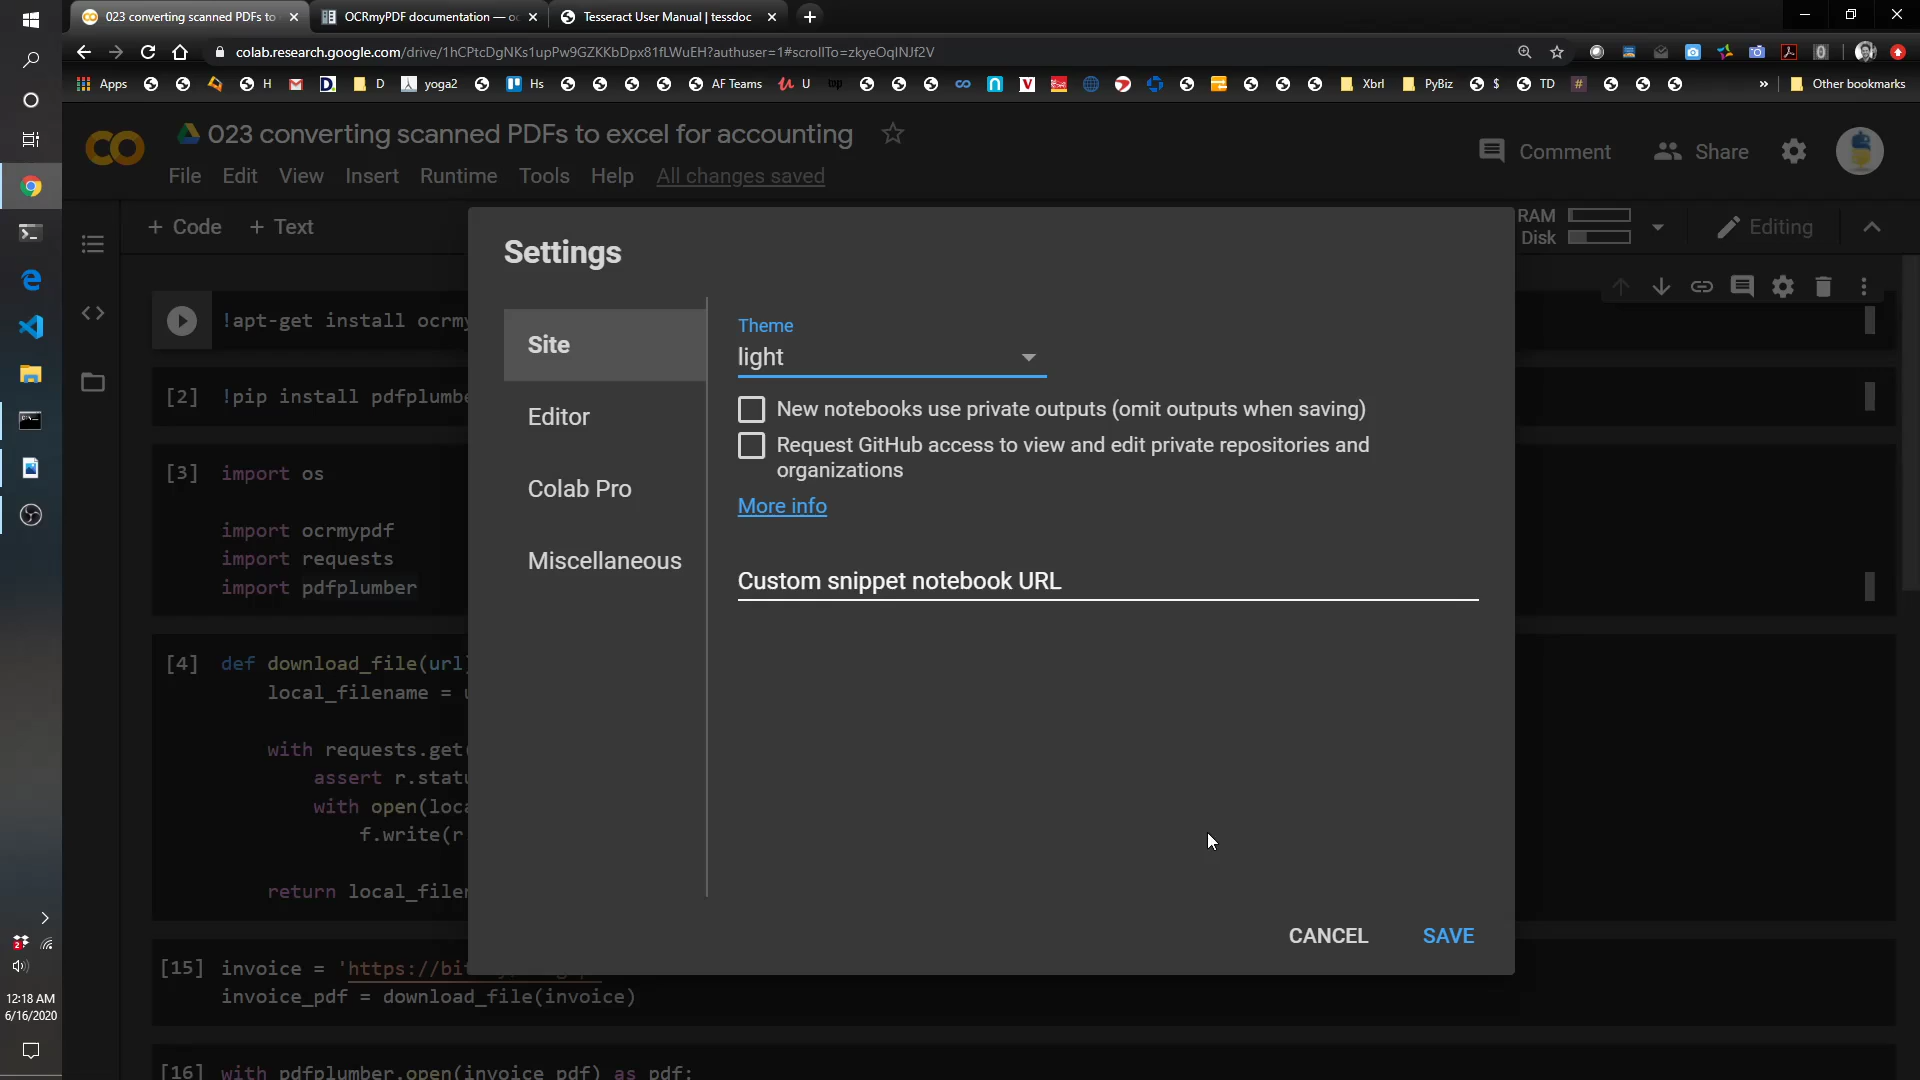 023 converting scanned PDFs to
OCRmyPDF documentation — oc
Tesseract User Manual | tessdoc
colab.research.google.com/drive/1hCPtcDgNKs1upPw9GZKKbDpx81fLWuEH?authuser=1#scrollTo=zkyeOqINJf2V
Apps
H
D
yoga2
Hs
AF Teams
U
Xbrl
PyBiz
$
TD
#
»
Other bookmarks
023 converting scanned PDFs to excel for accounting
Comment
Share
File
Edit
View
Insert
Runtime
Tools
Help
All changes saved
+ Code
+ Text
RAM
Disk
Editing
Settings
Site
Editor
Colab Pro
Miscellaneous
Theme
light
New notebooks use private outputs (omit outputs when saving)
Request GitHub access to view and edit private repositories and
organizations
More info
Custom snippet notebook URL
CANCEL
SAVE
!apt-get install ocrmy
[2] !pip install pdfplumbe
[3] import os
import ocrmypdf
import requests
import pdfplumber
[4] def download_file(url)
local_filename = u
with requests.get(
assert r.statu
with open(loca
f.write(r
return local_filen
[15] invoice = 'https://bit
invoice_pdf = download_file(invoice)
[16] with pdfplumber.open(invoice_pdf) as pdf:
12:18 AM
6/16/2020